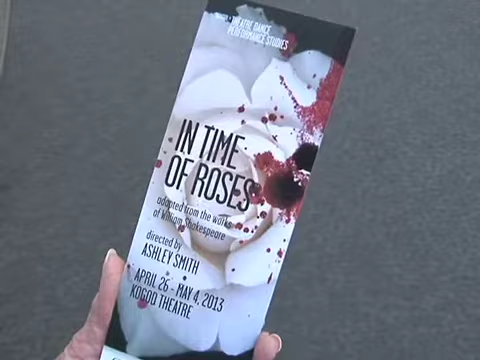 THEATRE DANCE
PERFORMANCE STUDIES
IN TIME
OF ROSES
adapted from the works
of William Shakespeare
directed by
ASHLEY SMITH
APRIL 26 - MAY 4, 2013
KOGOD THEATRE